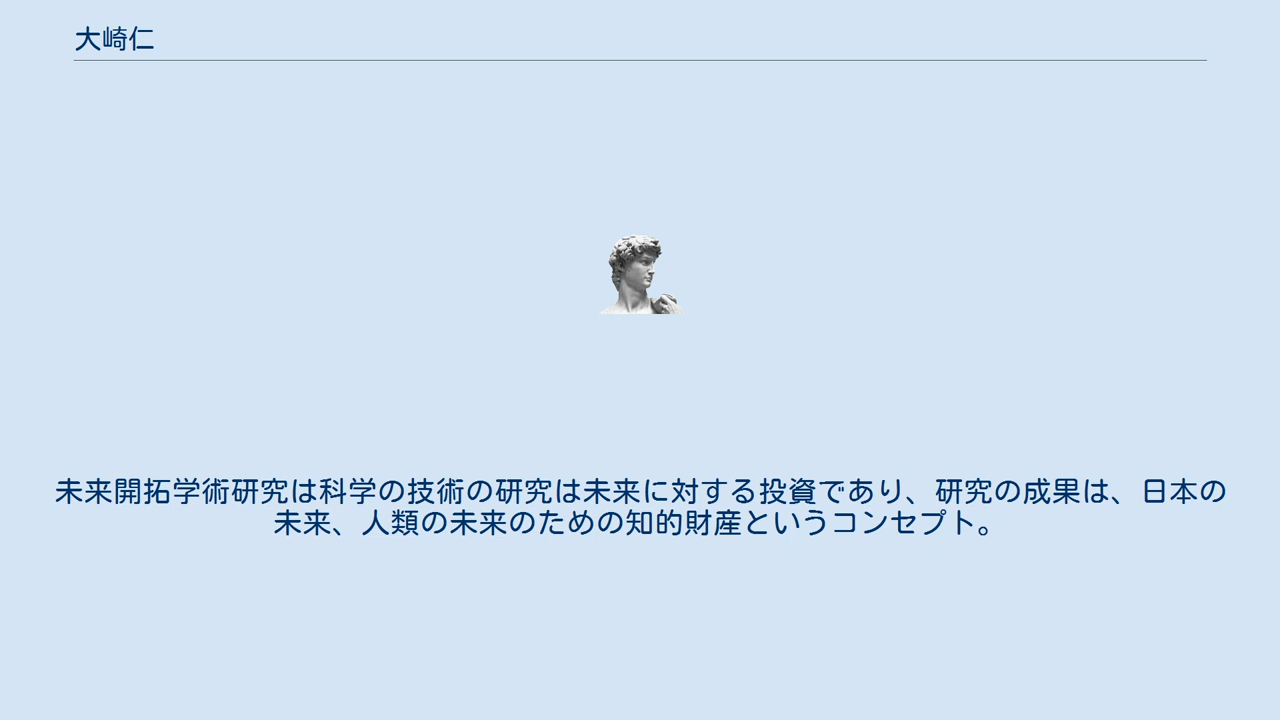 大崎仁
未来開拓学術研究は科学の技術の研究は未来に対する投資であり、研究の成果は、日本の
未来、人類の未来のための知的財産というコンセプト。